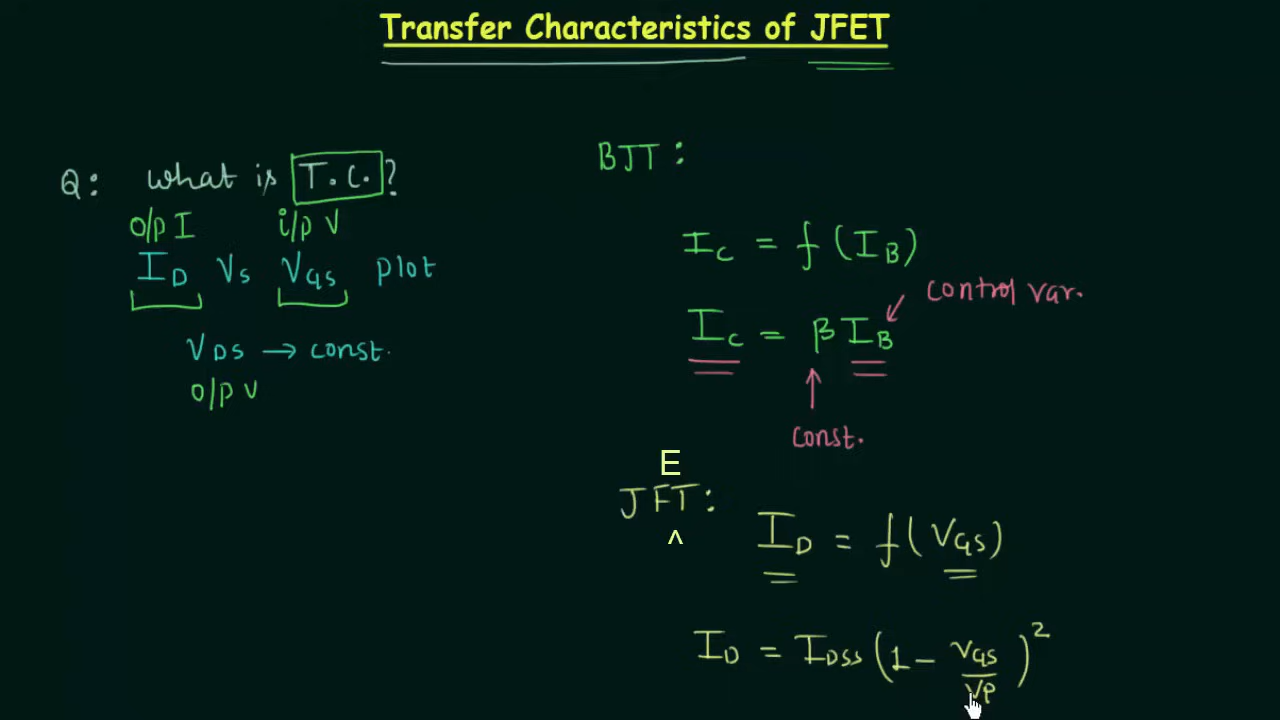 Transfer Characteristics of JFET
Q: What is T.C.?
O/P I i/p V
ID Vs VGS plot
VDS → const.
O/P V
BJT:
IC = f(IB)
control var.
IC = β IB
const.
E
JFT:
^
ID = f(VGS)
ID = IDSS (1 - VGS/VP)²